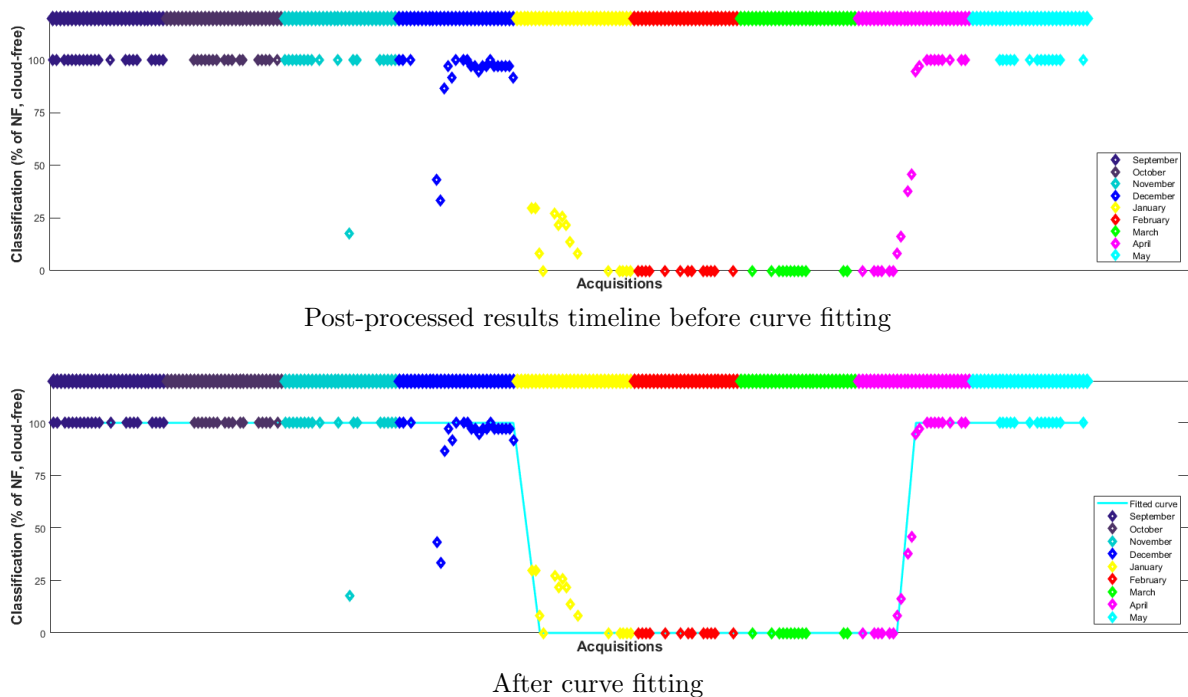 Classification (% of NF, cloud-free)
100
75
50
25
0
September
October
November
December
January
February
March
April
May
Acquisitions
Post-processed results timeline before curve fitting
Classification (% of NF, cloud-free)
100
75
50
25
0
Fitted curve
September
October
November
December
January
February
March
April
May
Acquisitions
After curve fitting